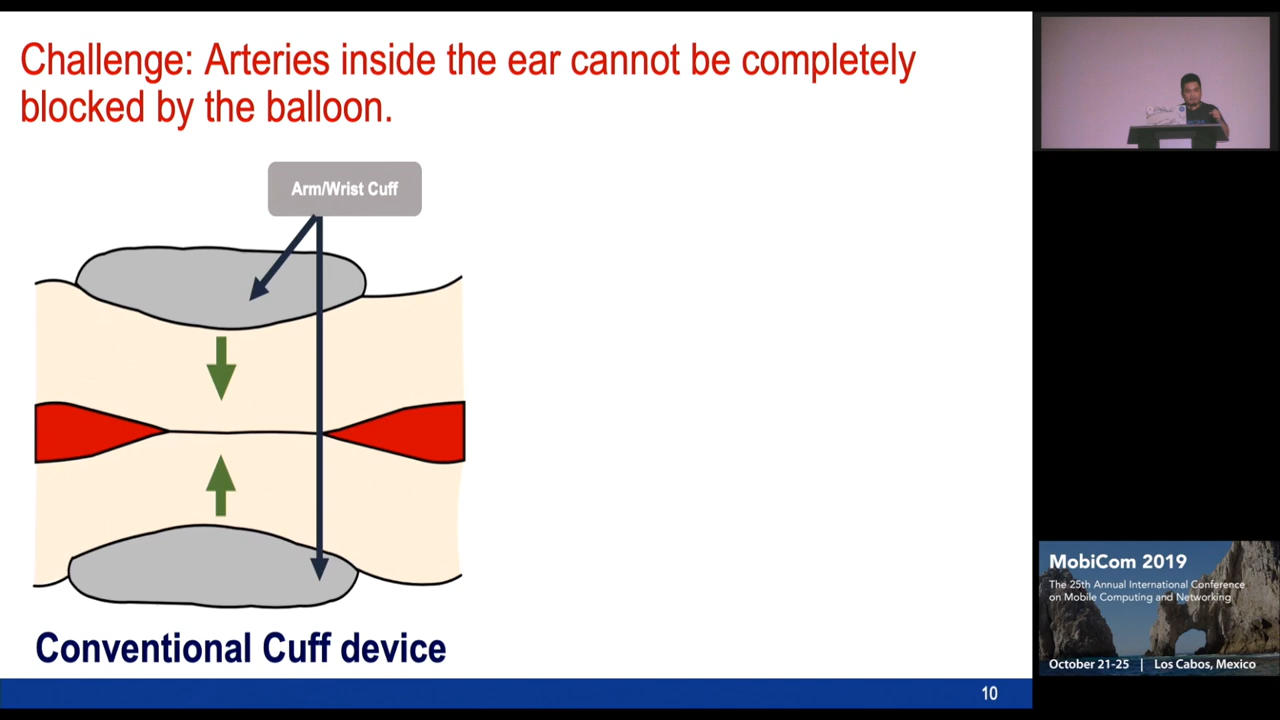 Challenge: Arteries inside the ear cannot be completely
blocked by the balloon.
Arm/Wrist Cuff
Conventional Cuff device
10
MobiCom 2019
The 25th Annual International Conference
on Mobile Computing and Networking
October 21-25 | Los Cabos, Mexico